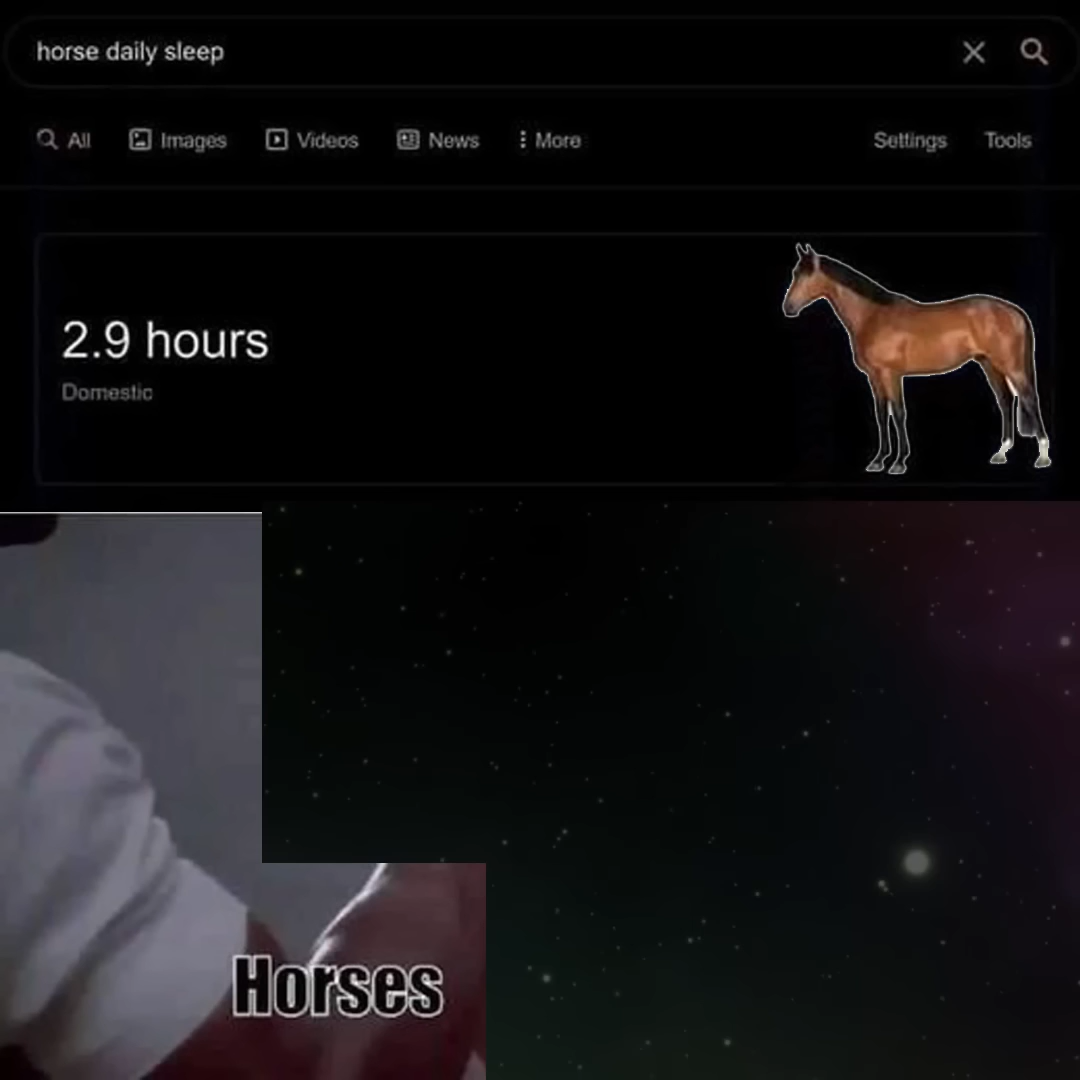 horse daily sleep
All Images Videos News More Settings Tools
2.9 hours
Domestic
Horses